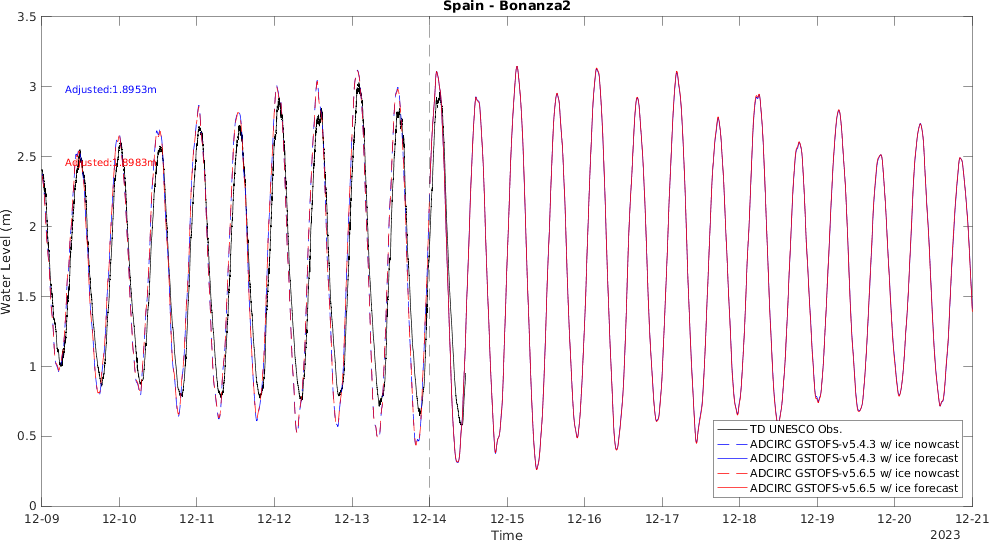 Spain - Bonanza2
3.5
3
2.5
2
1.5
1
0.5
0
Water Level (m)
Adjusted:1.8953m
Adjusted:1.8983m
TD UNESCO Obs.
ADCIRC GSTOFS-v5.4.3 w/ ice nowcast
ADCIRC GSTOFS-v5.4.3 w/ ice forecast
ADCIRC GSTOFS-v5.6.5 w/ ice nowcast
ADCIRC GSTOFS-v5.6.5 w/ ice forecast
12-09 12-10 12-11 12-12 12-13 12-14 12-15 12-16 12-17 12-18 12-19 12-20 12-21
Time
2023